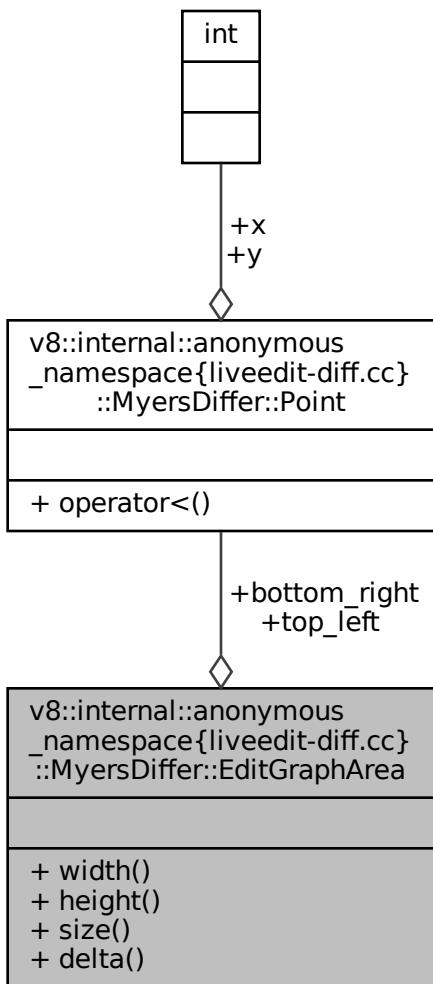 int
+x
+y
v8::internal::anonymous
_namespace{liveedit-diff.cc}
::MyersDiffer::Point
+ operator<()
+bottom_right
+top_left
v8::internal::anonymous
_namespace{liveedit-diff.cc}
::MyersDiffer::EditGraphArea
+ width()
+ height()
+ size()
+ delta()